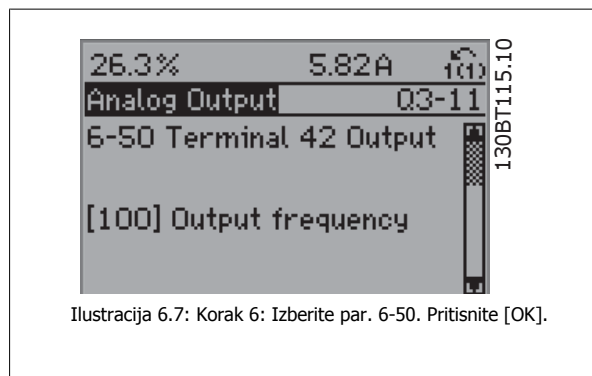 26.3% 5.82A 1(1)
Analog Output Q3-11
6-50 Terminal 42 Output
[100] Output frequency
130BT115.10
Ilustracija 6.7: Korak 6: Izberite par. 6-50. Pritisnite [OK].